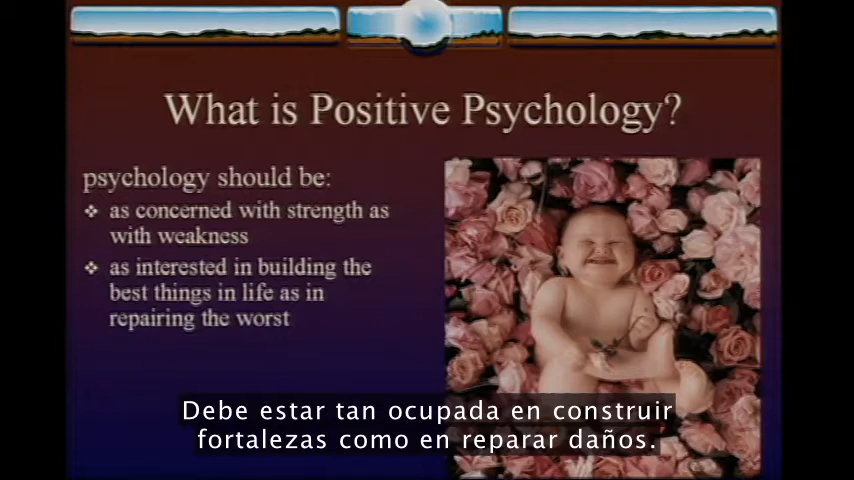 What is Positive Psychology?
psychology should be:
❖ as concerned with strength as
with weakness
❖ as interested in building the
best things in life as in
repairing the worst
Debe estar tan ocupada en construir
fortalezas como en reparar daños.